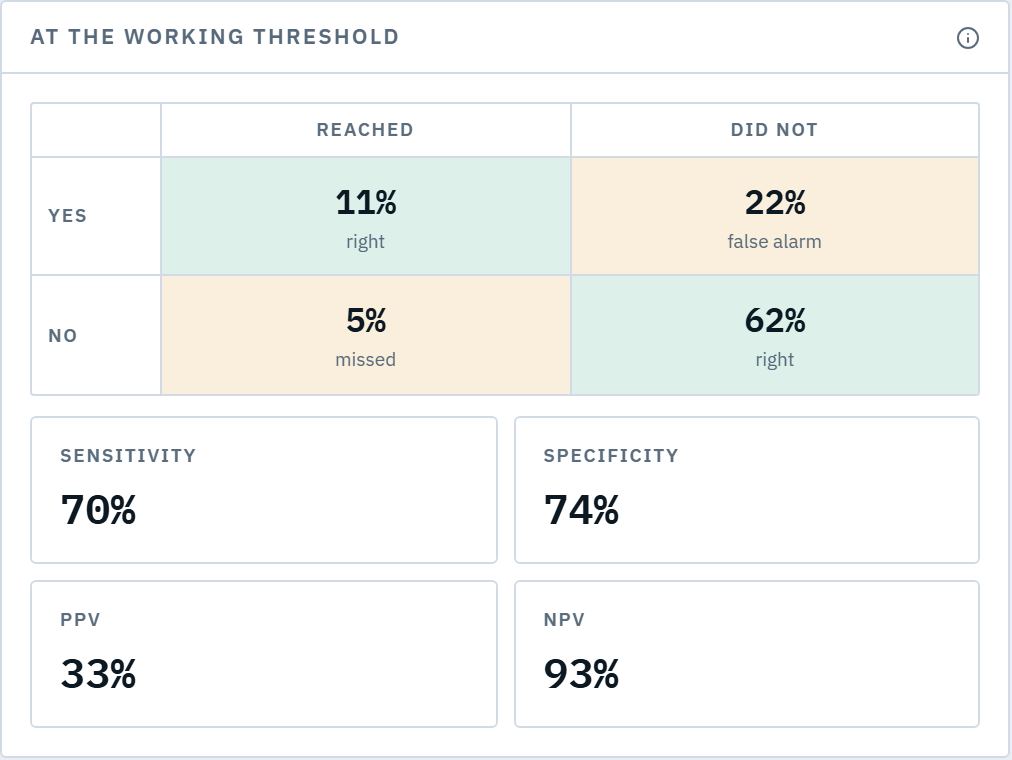 AT THE WORKING THRESHOLD
REACHED DID NOT
YES 11% 22%
right false alarm
NO 5% 62%
missed right
SENSITIVITY SPECIFICITY
70% 74%
PPV NPV
33% 93%